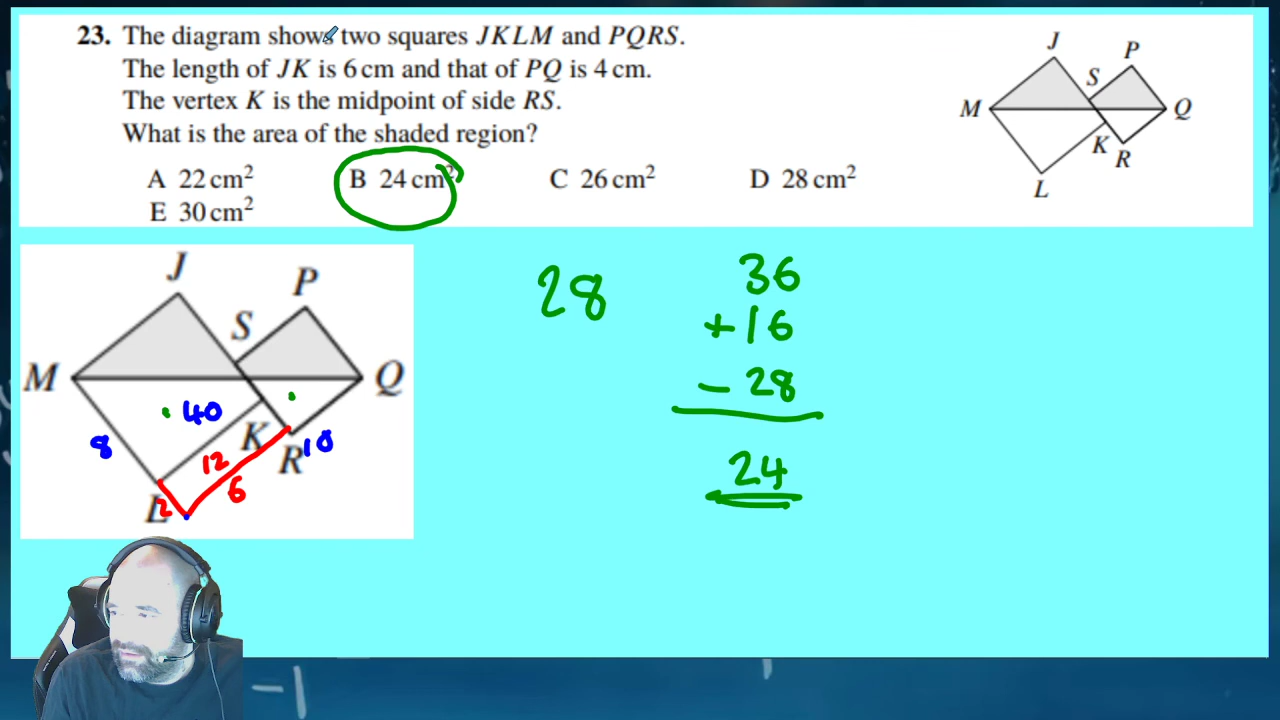 23. The diagram shows two squares JKLM and PQRS.
The length of JK is 6 cm and that of PQ is 4 cm.
The vertex K is the midpoint of side RS.
What is the area of the shaded region?
A 22 cm² B 24 cm² C 26 cm² D 28 cm²
E 30 cm²
J
P
S
M
Q
K
R
L
J
P
S
M
Q
40
8
K
R
10
12
6
L
2
28
36
+16
-28
24
-1